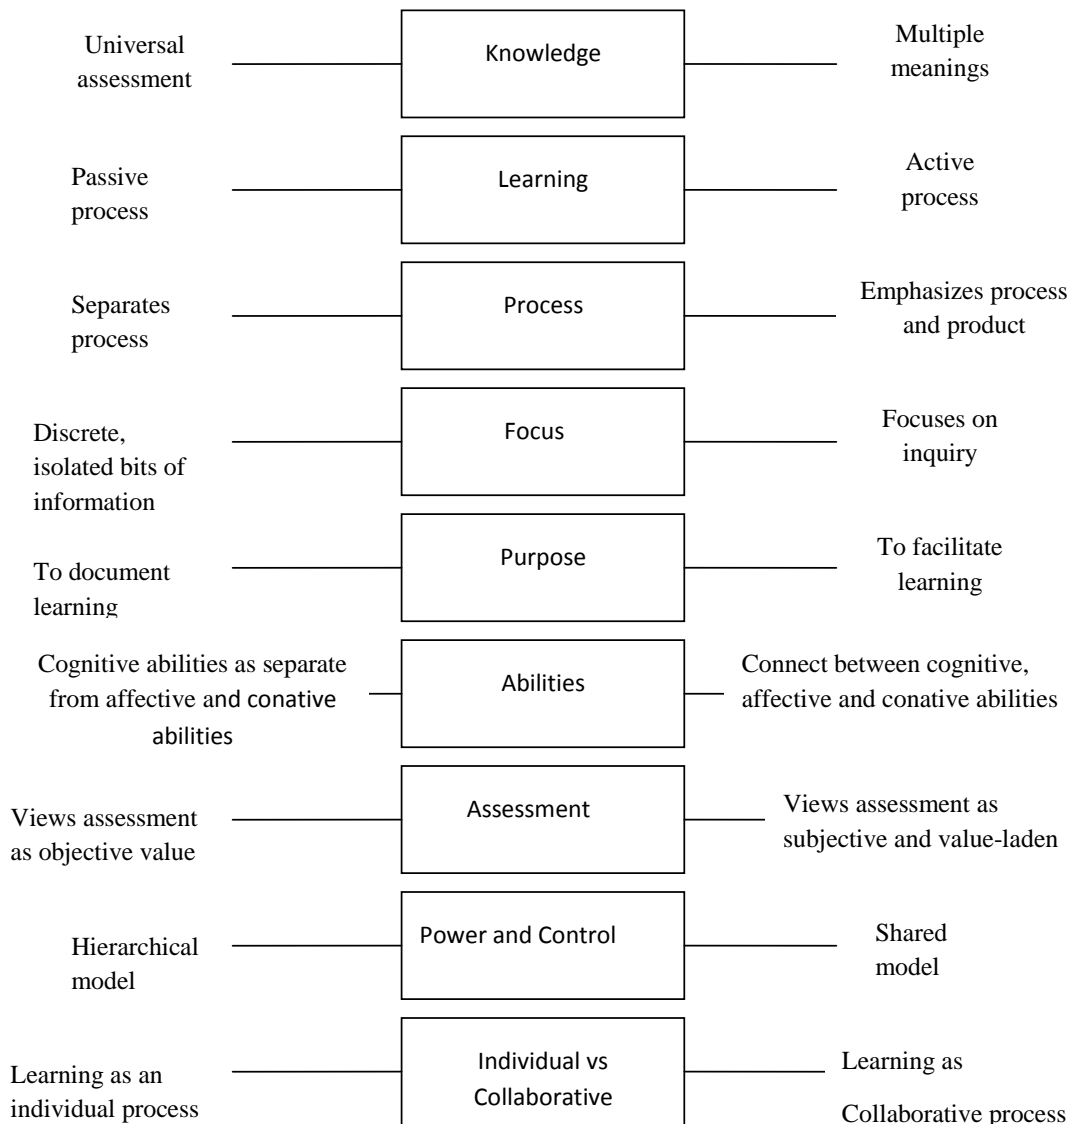 Universal
assessment
Knowledge
Multiple
meanings
Passive
process
Learning
Active
process
Separates
process
Process
Emphasizes process
and product
Discrete,
isolated bits of
information
Focus
Focuses on
inquiry
To document
learning
Purpose
To facilitate
learning
Cognitive abilities as separate
from affective and conative
abilities
Abilities
Connect between cognitive,
affective and conative abilities
Views assessment
as objective value
Assessment
Views assessment as
subjective and value-laden
Hierarchical
model
Power and Control
Shared
model
Learning as an
individual process
Individual vs
Collaborative
Learning as
Collaborative process